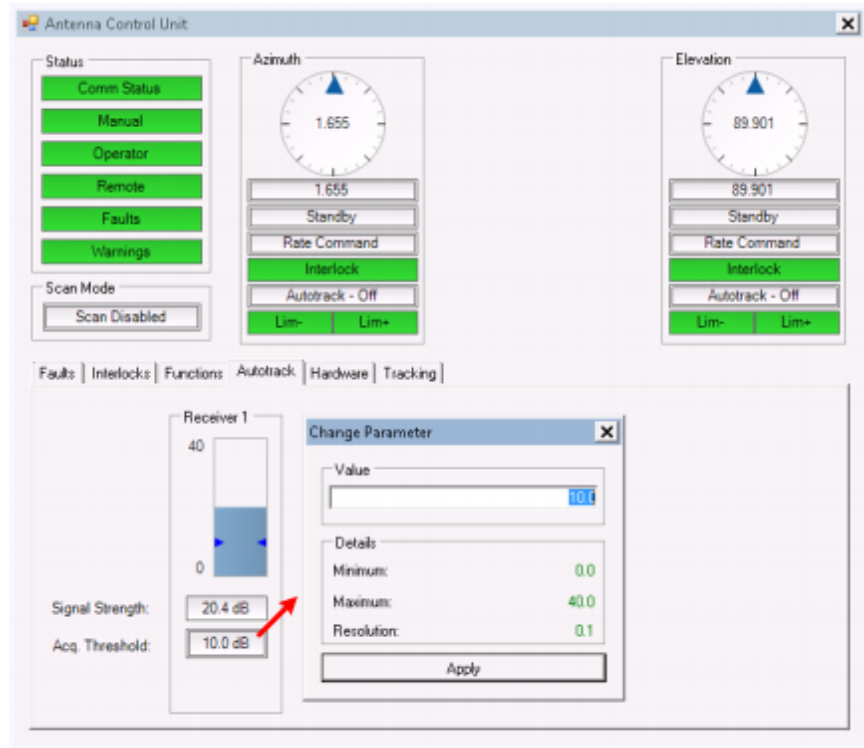 Antenna Control Unit
Status
Comm Status
Manual
Operator
Remote
Faults
Warnings
Scan Mode
Scan Disabled
Azimuth
1.655
1.655
Standby
Rate Command
Interlock
Autotrack - Off
Lim- Lim+
Elevation
89.901
89.901
Standby
Rate Command
Interlock
Autotrack - Off
Lim- Lim+
Faults Interlocks Functions Autotrack Hardware Tracking
Receiver 1
40
0
Signal Strength: 20.4 dB
Acq. Threshold: 10.0 dB
Change Parameter
Value
10.0
Details
Minimum: 0.0
Maximum: 40.0
Resolution: 0.1
Apply